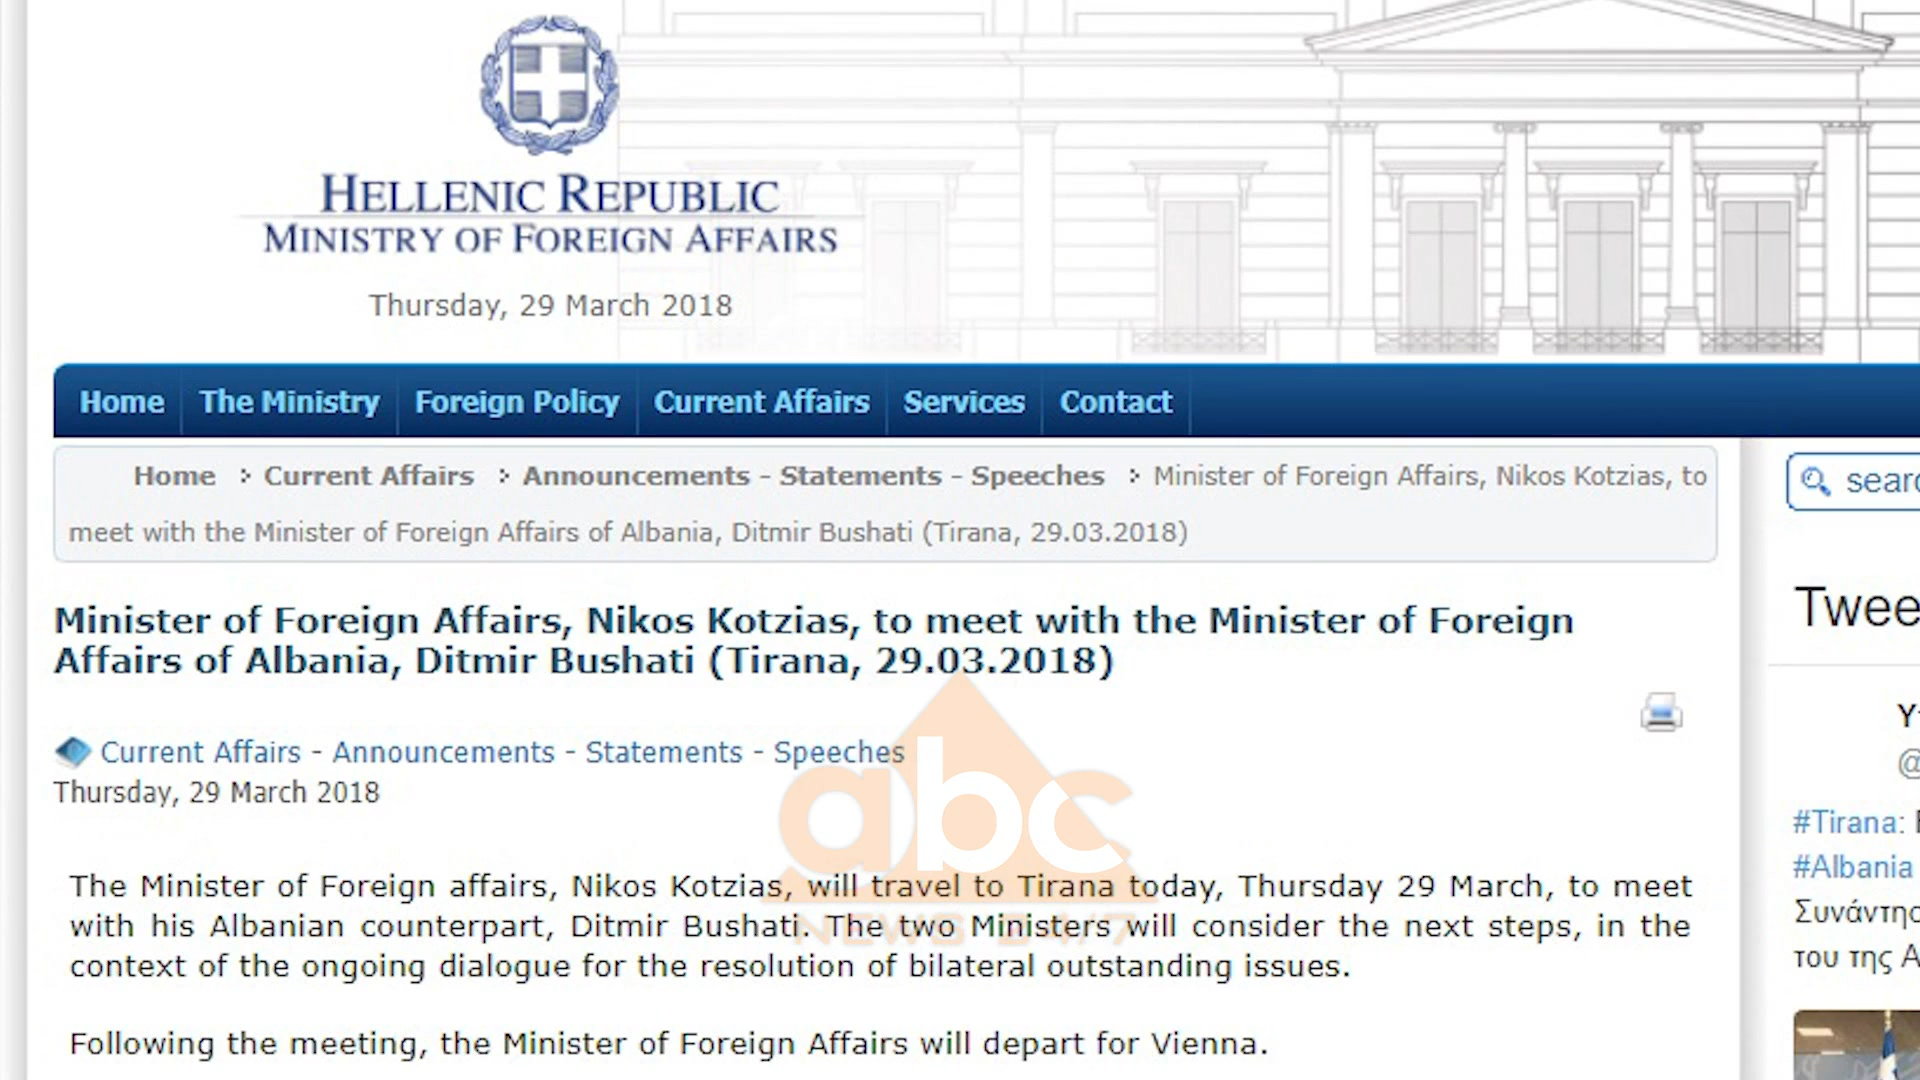 HELLENIC REPUBLIC
MINISTRY OF FOREIGN AFFAIRS
Thursday, 29 March 2018
Home The Ministry Foreign Policy Current Affairs Services Contact
Home Current Affairs Announcements - Statements - Speeches Minister of Foreign Affairs, Nikos Kotzias, to
meet with the Minister of Foreign Affairs of Albania, Ditmir Bushati (Tirana, 29.03.2018)
Minister of Foreign Affairs, Nikos Kotzias, to meet with the Minister of Foreign
Affairs of Albania, Ditmir Bushati (Tirana, 29.03.2018)
Current Affairs - Announcements - Statements - Speeches
Thursday, 29 March 2018
The Minister of Foreign affairs, Nikos Kotzias, will travel to Tirana today, Thursday 29 March, to meet
with his Albanian counterpart, Ditmir Bushati. The two Ministers will consider the next steps, in the
context of the ongoing dialogue for the resolution of bilateral outstanding issues.
Following the meeting, the Minister of Foreign Affairs will depart for Vienna.
abc
NEWS 24/7
@
#Tirana:
#Albania
του της